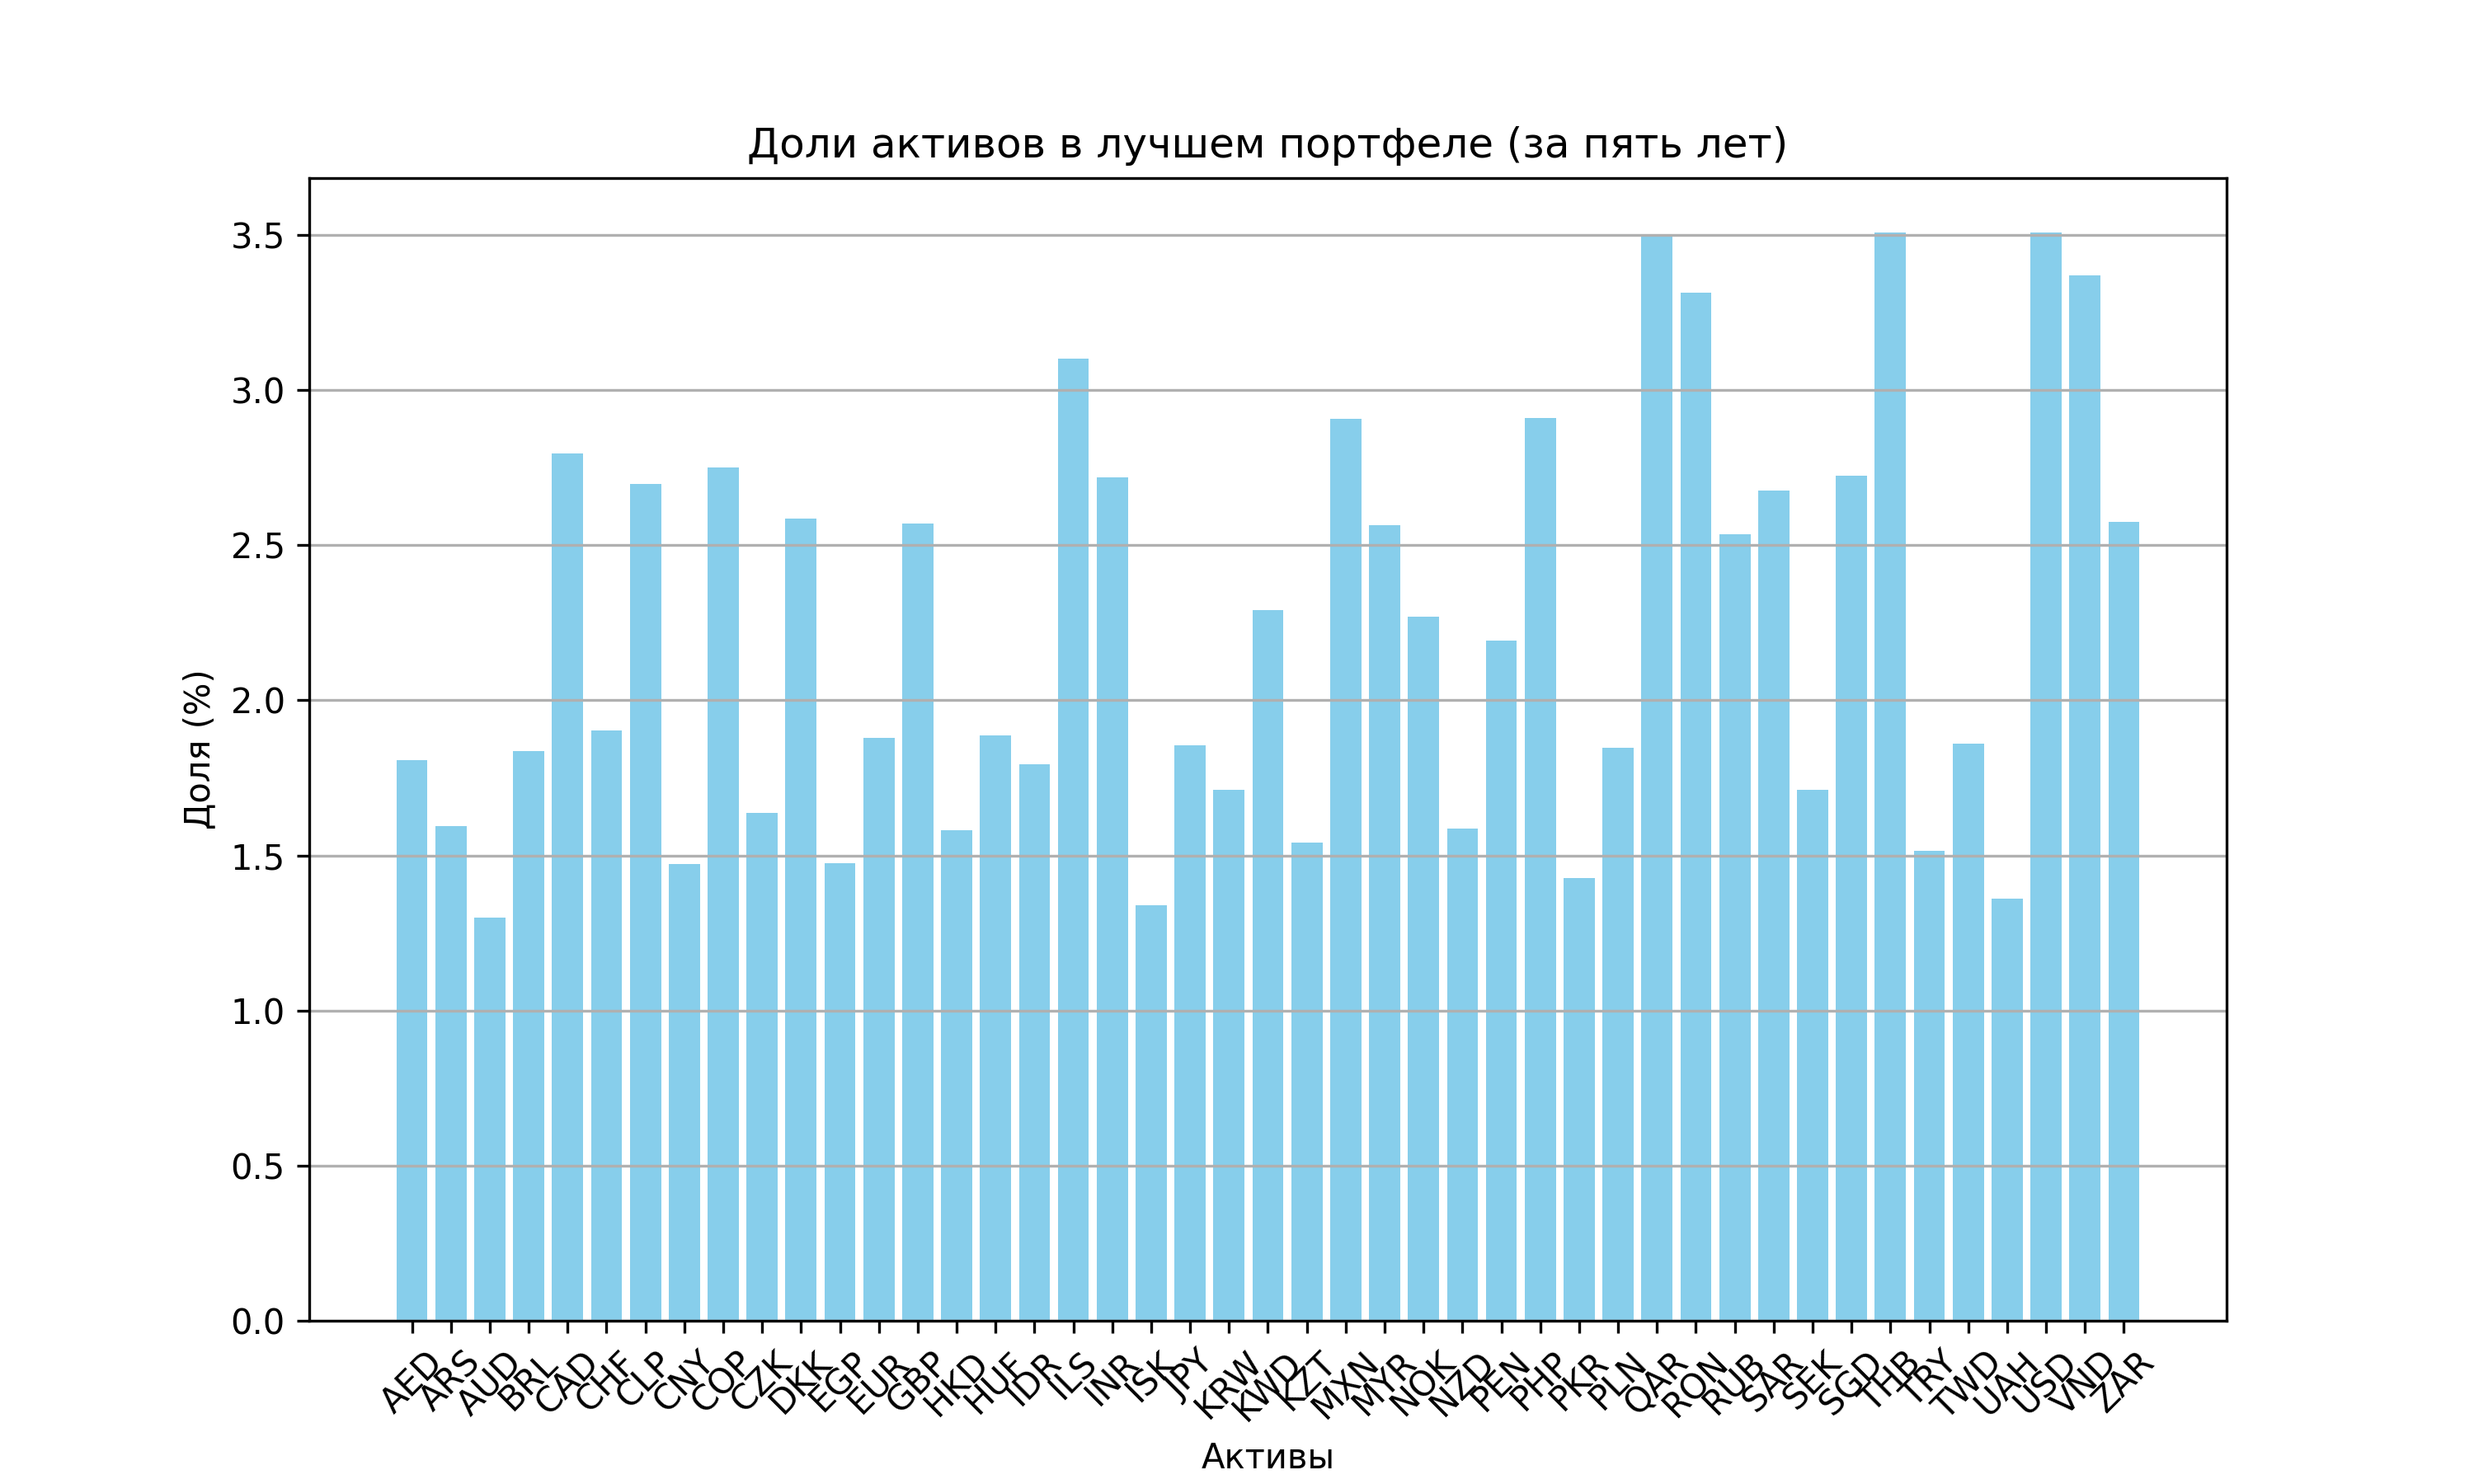 Доли активов в лучшем портфеле (за пять лет)
Доля (%)
3.5
3.0
2.5
2.0
1.5
1.0
0.5
0.0
AED ARS AUD BRL CAD CHF CLP CNY COP CZK DKK EGP EUR GBP HKD HUF IDR ILS INR ISK JPY KRW KWD KZT MXN MYR NOK NZD PEN PHP PKR PLN QAR RON RUB SAR SEK SGD THB TRY TWD UAH USD VND ZAR
Активы